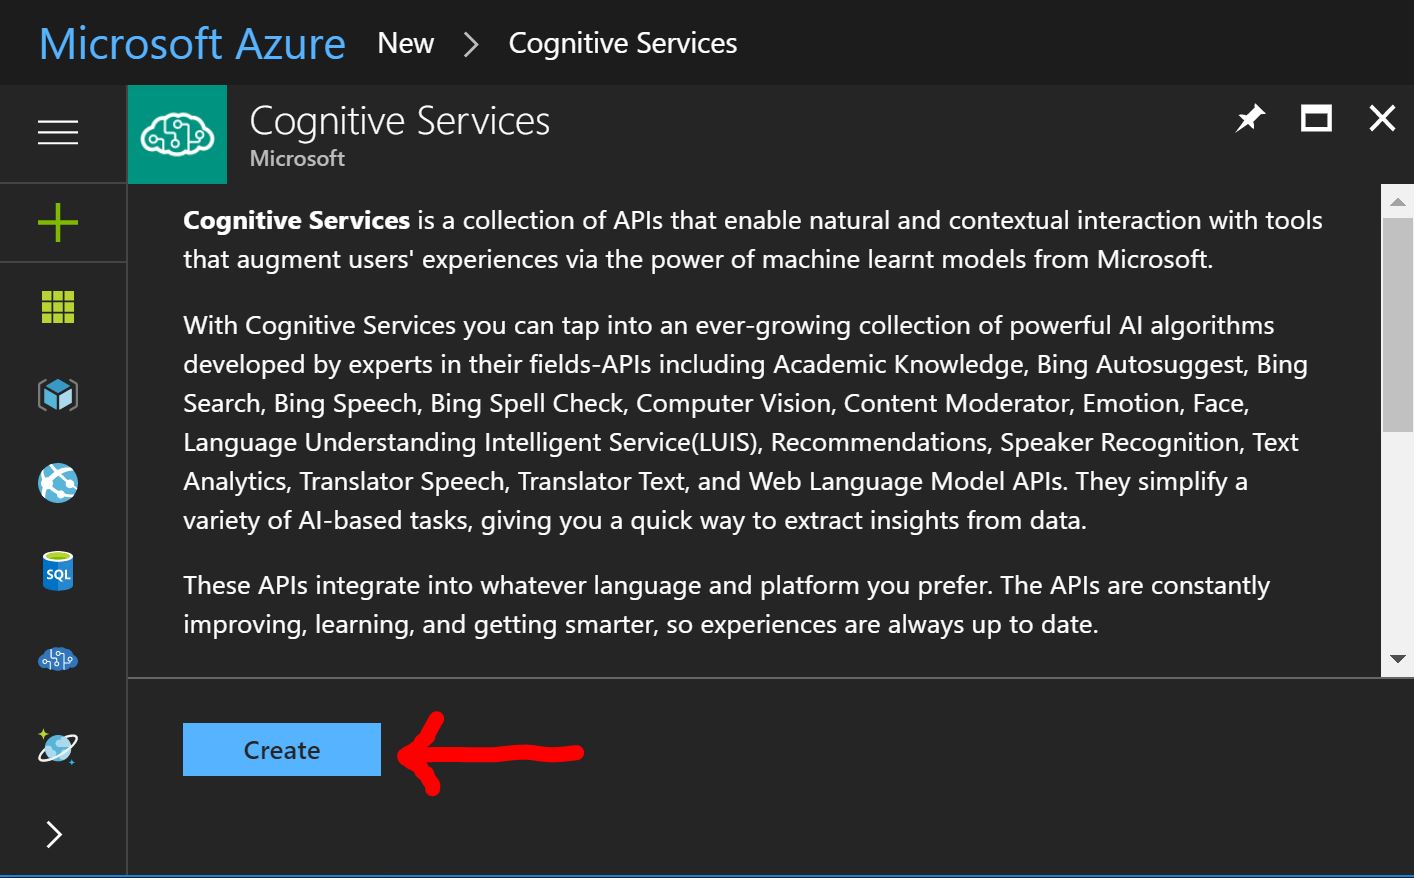 Microsoft Azure New > Cognitive Services
Cognitive Services
Microsoft
Cognitive Services is a collection of APIs that enable natural and contextual interaction with tools
that augment users' experiences via the power of machine learnt models from Microsoft.
With Cognitive Services you can tap into an ever-growing collection of powerful AI algorithms
developed by experts in their fields-APIs including Academic Knowledge, Bing Autosuggest, Bing
Search, Bing Speech, Bing Spell Check, Computer Vision, Content Moderator, Emotion, Face,
Language Understanding Intelligent Service(LUIS), Recommendations, Speaker Recognition, Text
Analytics, Translator Speech, Translator Text, and Web Language Model APIs. They simplify a
variety of AI-based tasks, giving you a quick way to extract insights from data.
These APIs integrate into whatever language and platform you prefer. The APIs are constantly
improving, learning, and getting smarter, so experiences are always up to date.
SQL
Create